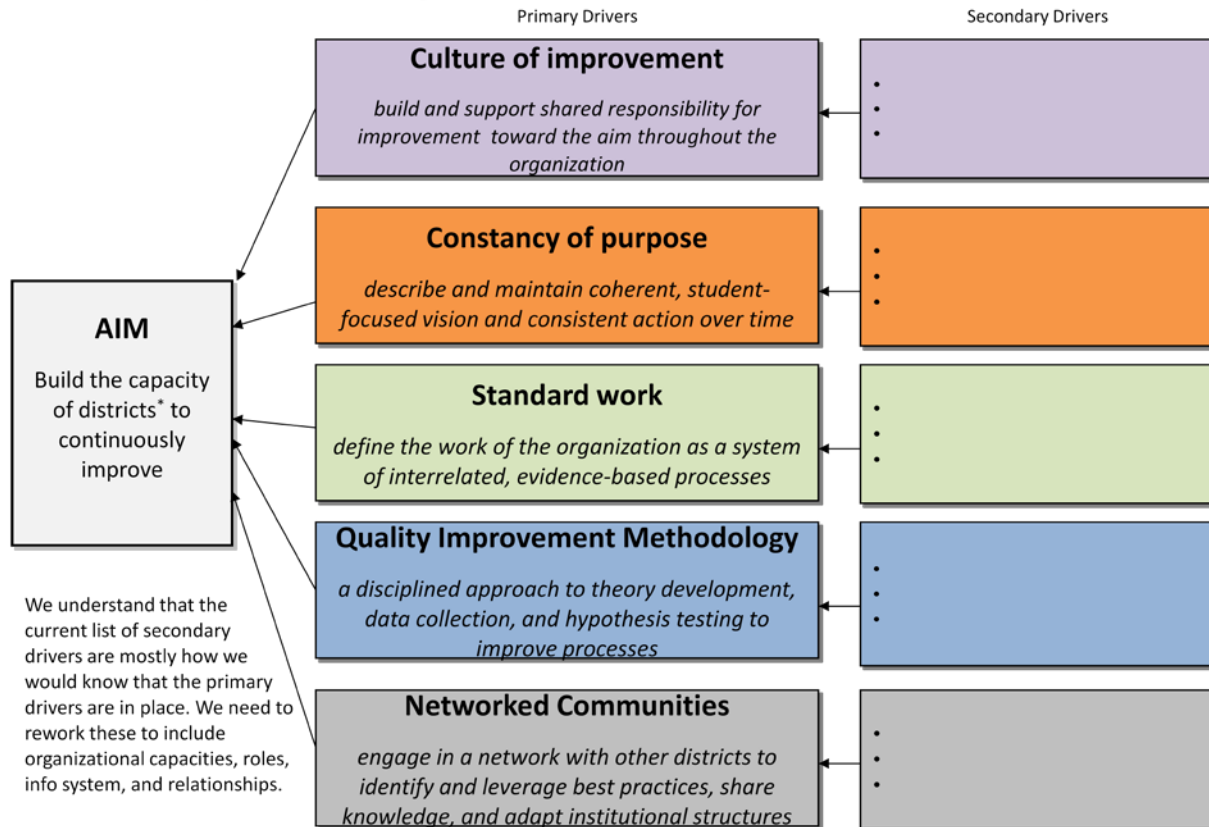 Primary Drivers
Secondary Drivers
Culture of improvement
build and support shared responsibility for
improvement toward the aim throughout the
organization
•
•
•
Constancy of purpose
describe and maintain coherent, student-
focused vision and consistent action over time
•
•
•
AIM
Build the capacity
of districts* to
continuously
improve
Standard work
define the work of the organization as a system
of interrelated, evidence-based processes
•
•
•
Quality Improvement Methodology
a disciplined approach to theory development,
data collection, and hypothesis testing to
improve processes
•
•
•
We understand that the
current list of secondary
drivers are mostly how we
would know that the primary
drivers are in place. We need to
rework these to include
organizational capacities, roles,
info system, and relationships.
Networked Communities
engage in a network with other districts to
identify and leverage best practices, share
knowledge, and adapt institutional structures
•
•
•